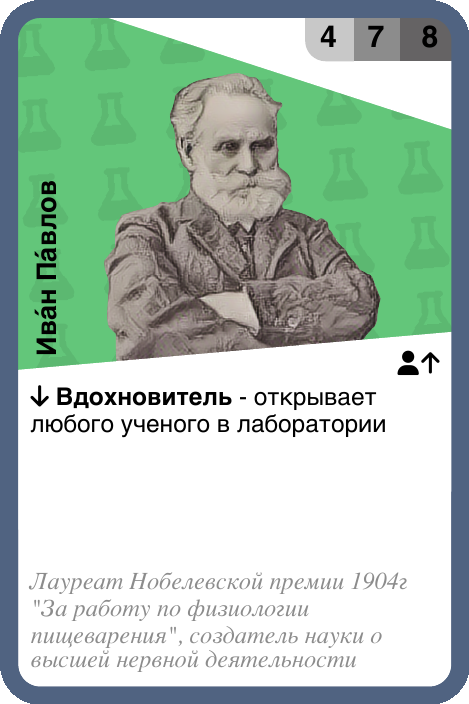 4 7 8
Ива́н Па́влов
↓ Вдохновитель - открывает
любого ученого в лаборатории
Лауреат Нобелевской премии 1904г
"За работу по физиологии
пищеварения", создатель науки о
высшей нервной деятельности